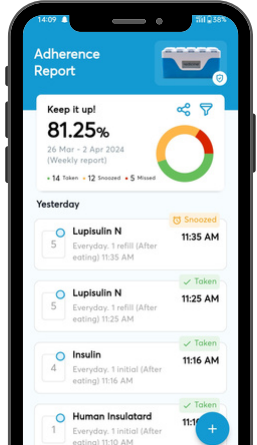 14:09
38%
Adherence
Report
Keep it up!
81.25%
26 Mar - 2 Apr 2024
(Weekly report)
14 Taken 12 Snoozed 5 Missed
Yesterday
Snoozed
5
Lupisulin N
11:35 AM
Everyday. 1 refill (After
eating) 11:35 AM
Taken
5
Lupisulin N
11:25 AM
Everyday. 1 refill (After
eating) 11:25 AM
Taken
4
Insulin
11:16 AM
Everyday. 1 initial (After
eating) 11:16 AM
Taken
1
Human Insulatard
Everyday. 1 initial (After
eating) 11:10 AM
+